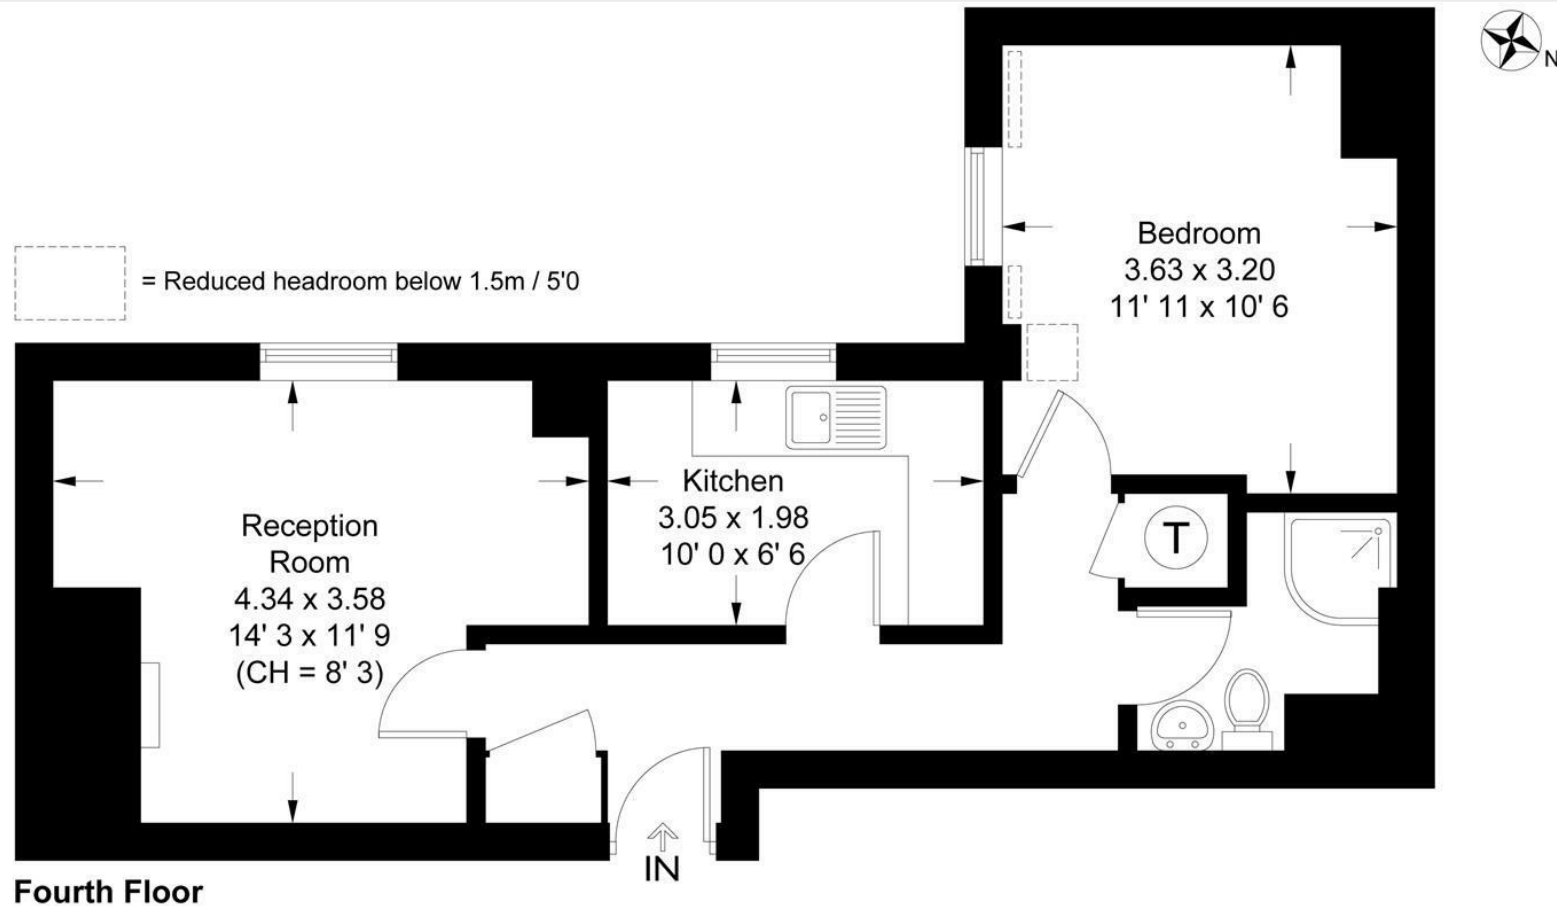 N
Bedroom
3.63 x 3.20
11' 11 x 10' 6
= Reduced headroom below 1.5m / 5'0
Kitchen
3.05 x 1.98
10' 0 x 6' 6
T
Reception
Room
4.34 x 3.58
14' 3 x 11' 9
(CH = 8' 3)
IN
Fourth Floor